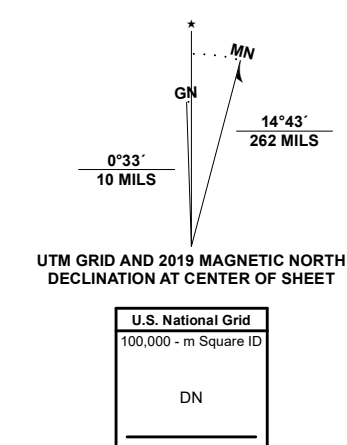 ★
MN
GN
14°43´
262 MILS
0°33´
10 MILS
UTM GRID AND 2019 MAGNETIC NORTH
DECLINATION AT CENTER OF SHEET
U.S. National Grid
100,000 - m Square ID
DN